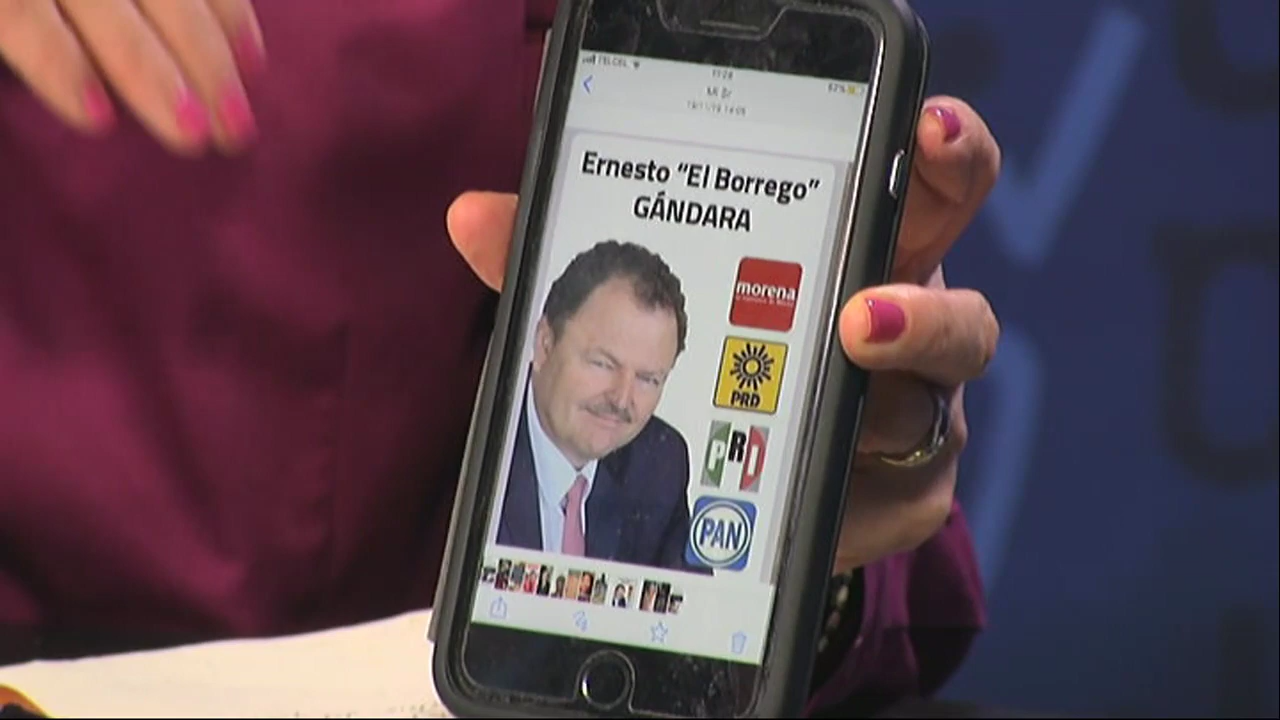 TELCEL
Ernesto “El Borrego”
GÁNDARA
morena
PRD
PRI
PAN